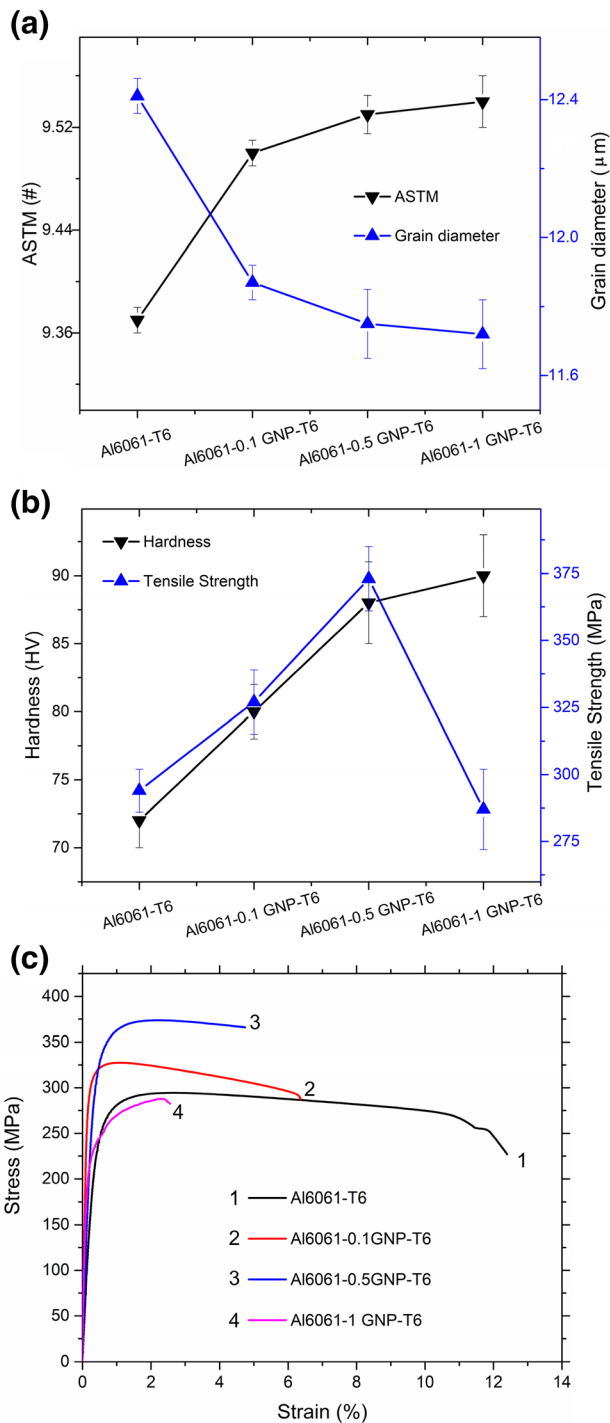 (a)
ASTM (#)
9.52
9.44
9.36
12.4
12.0
11.6
Grain diameter (μm)
ASTM
Grain diameter
Al6061-T6
Al6061-0.1 GNP-T6
Al6061-0.5 GNP-T6
Al6061-1 GNP-T6
(b)
Hardness (HV)
90
85
80
75
70
375
350
325
300
275
Tensile Strength (MPa)
Hardness
Tensile Strength
Al6061-T6
Al6061-0.1 GNP-T6
Al6061-0.5 GNP-T6
Al6061-1 GNP-T6
(c)
Stress (MPa)
400
350
300
250
200
150
100
50
0
3
2
4
1
1 Al6061-T6
2 Al6061-0.1GNP-T6
3 Al6061-0.5GNP-T6
4 Al6061-1 GNP-T6
0 2 4 6 8 10 12 14
Strain (%)